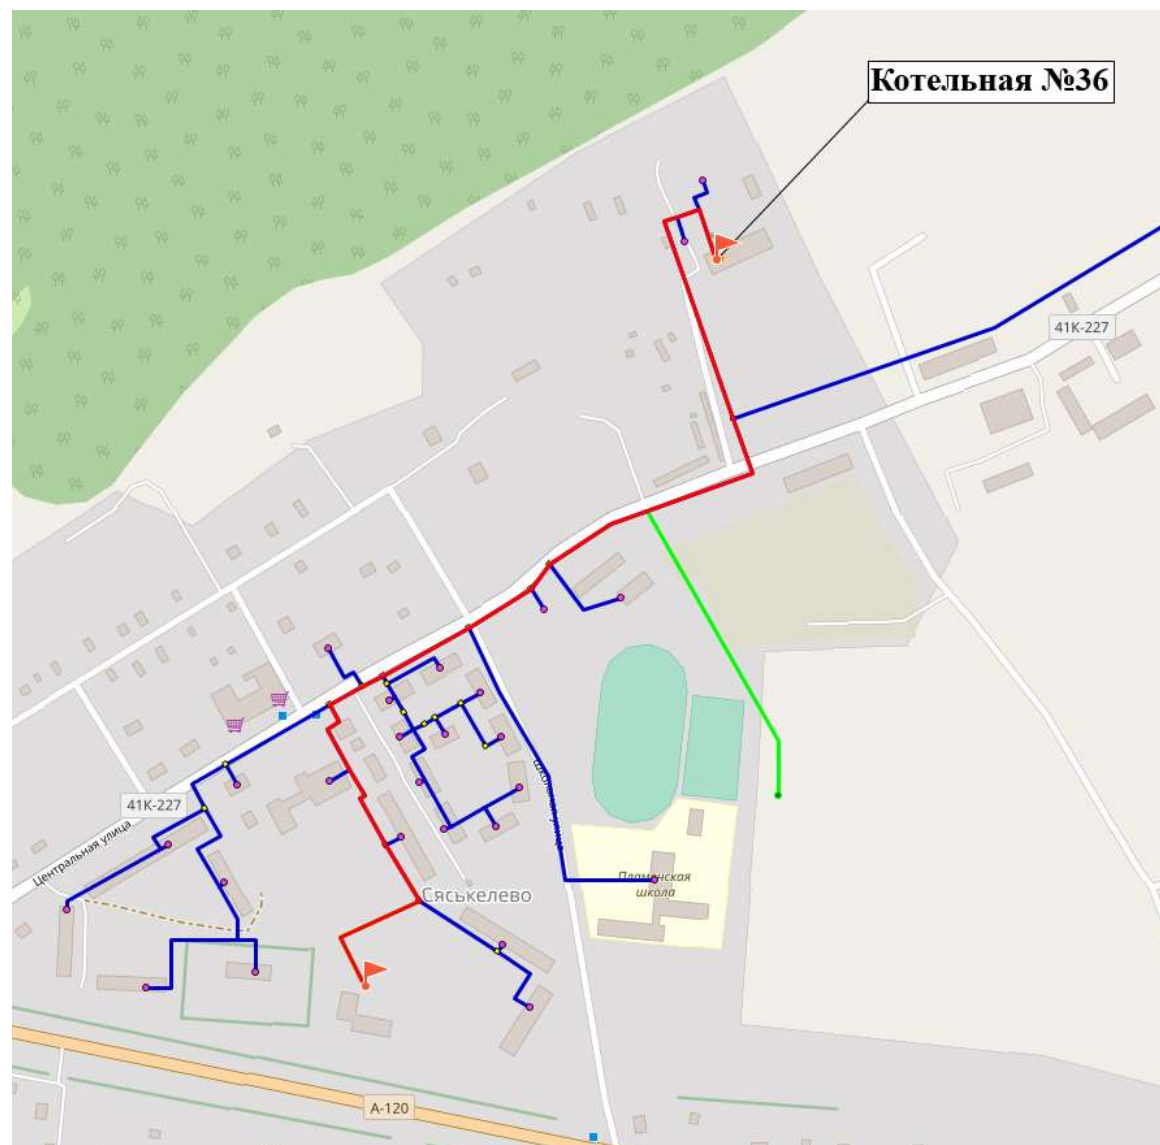 Котельная №36
41К-227
Школьная улица
41К-227
Центральная улица
Пламенская
школа
Сяськелево
А-120